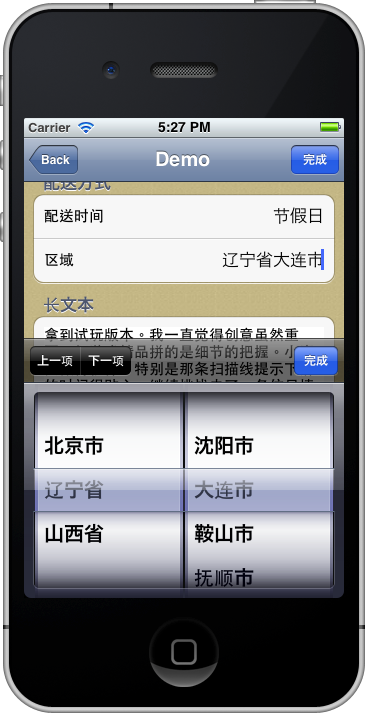 Carrier 5:27 PM
Back Demo 完成
配送方式
配送时间 节假日
区域 辽宁省大连市
长文本
拿到试玩版本。我一直觉得创意虽然重
品拼的是细节的把握。小
上一项 下一项 特别是那条扫描线提示下 完成
北京市 沈阳市
辽宁省 大连市
山西省 鞍山市
抚顺市